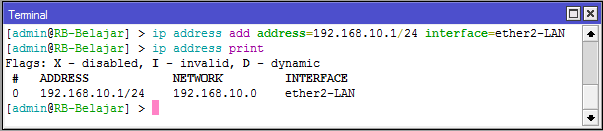 Terminal
[admin@RB-Belajar] > ip address add address=192.168.10.1/24 interface=ether2-LAN
[admin@RB-Belajar] > ip address print
Flags: X - disabled, I - invalid, D - dynamic
 #   ADDRESS            NETWORK         INTERFACE
 0   192.168.10.1/24    192.168.10.0    ether2-LAN
[admin@RB-Belajar] >